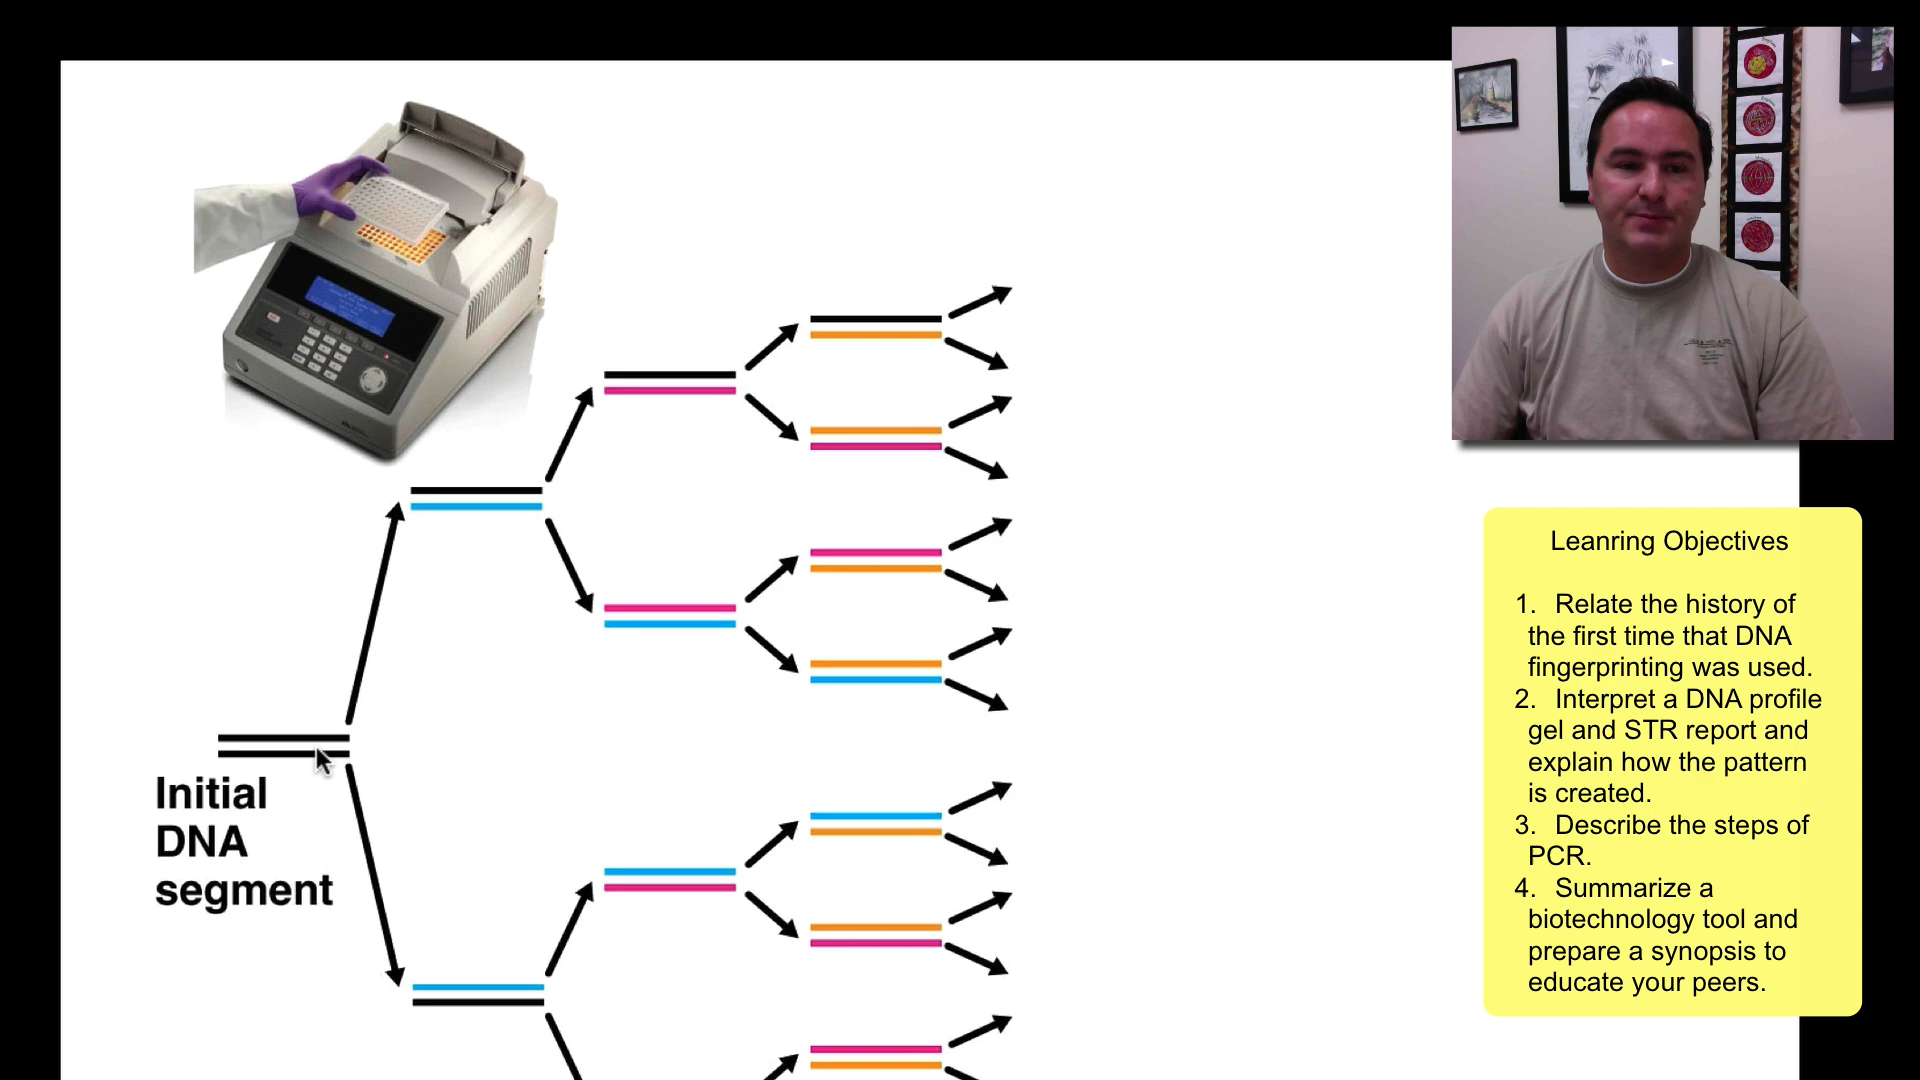 Initial
DNA
segment
Leanring Objectives
1. Relate the history of
the first time that DNA
fingerprinting was used.
2. Interpret a DNA profile
gel and STR report and
explain how the pattern
is created.
3. Describe the steps of
PCR.
4. Summarize a
biotechnology tool and
prepare a synopsis to
educate your peers.